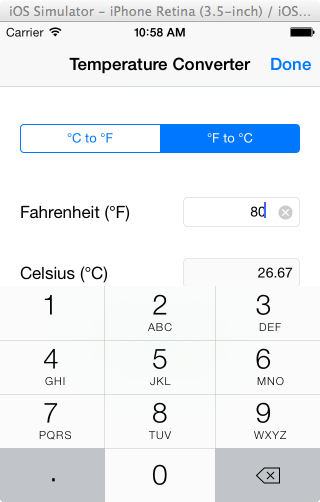 iOS Simulator – iPhone Retina (3.5-inch) / iOS...
Carrier 10:58 AM
Temperature Converter Done
°C to °F °F to °C
Fahrenheit (°F) 80
Celsius (°C) 26.67
1 2 3
ABC DEF
4 5 6
GHI JKL MNO
7 8 9
PQRS TUV WXYZ
. 0